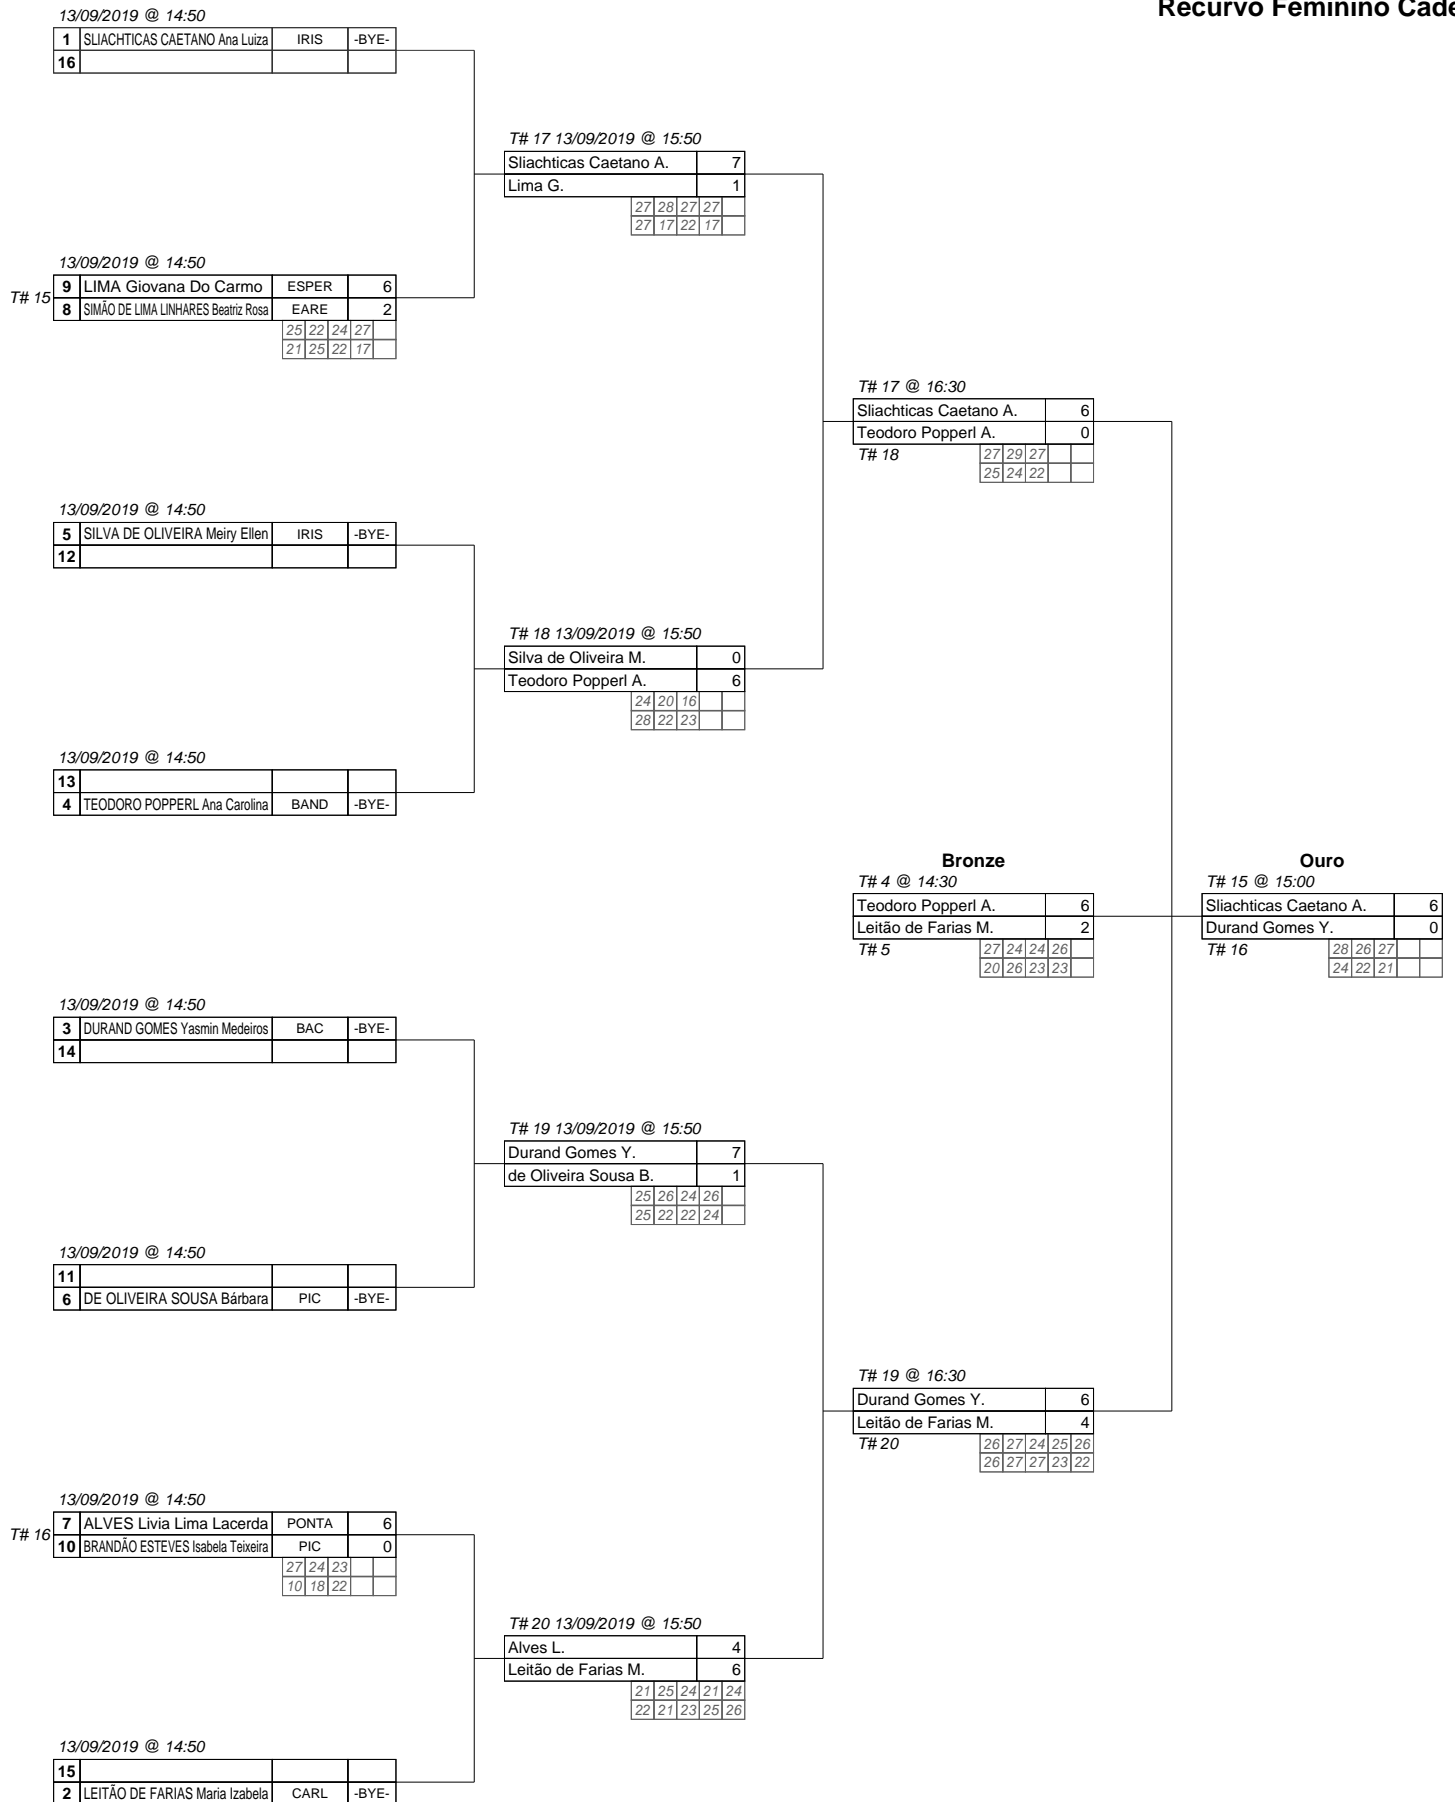 Recurvo Feminino Cade
13/09/2019 @ 14:50
1 SLIACHTICAS CAETANO Ana Luiza IRIS -BYE-
16
T# 17 13/09/2019 @ 15:50
Sliachticas Caetano A. 7
Lima G. 1
27 28 27 27
27 17 22 17
13/09/2019 @ 14:50
T# 15
9 LIMA Giovana Do Carmo ESPER 6
8 SIMÃO DE LIMA LINHARES Beatriz Rosa EARE 2
25 22 24 27
21 25 22 17
T# 17 @ 16:30
Sliachticas Caetano A. 6
Teodoro Popperl A. 0
T# 18 27 29 27
25 24 22
13/09/2019 @ 14:50
5 SILVA DE OLIVEIRA Meiry Ellen IRIS -BYE-
12
T# 18 13/09/2019 @ 15:50
Silva de Oliveira M. 0
Teodoro Popperl A. 6
24 20 16
28 22 23
13/09/2019 @ 14:50
13
4 TEODORO POPPERL Ana Carolina BAND -BYE-
Bronze
T# 4 @ 14:30
Teodoro Popperl A. 6
Leitão de Farias M. 2
T# 5 27 24 24 26
20 26 23 23
Ouro
T# 15 @ 15:00
Sliachticas Caetano A. 6
Durand Gomes Y. 0
T# 16 28 26 27
24 22 21
13/09/2019 @ 14:50
3 DURAND GOMES Yasmin Medeiros BAC -BYE-
14
T# 19 13/09/2019 @ 15:50
Durand Gomes Y. 7
de Oliveira Sousa B. 1
25 26 24 26
25 22 22 24
13/09/2019 @ 14:50
11
6 DE OLIVEIRA SOUSA Bárbara PIC -BYE-
T# 19 @ 16:30
Durand Gomes Y. 6
Leitão de Farias M. 4
T# 20 26 27 24 25 26
26 27 27 23 22
13/09/2019 @ 14:50
T# 16
7 ALVES Livia Lima Lacerda PONTA 6
10 BRANDÃO ESTEVES Isabela Teixeira PIC 0
27 24 23
10 18 22
T# 20 13/09/2019 @ 15:50
Alves L. 4
Leitão de Farias M. 6
21 25 24 21 24
22 21 23 25 26
13/09/2019 @ 14:50
15
2 LEITÃO DE FARIAS Maria Izabela CARL -BYE-